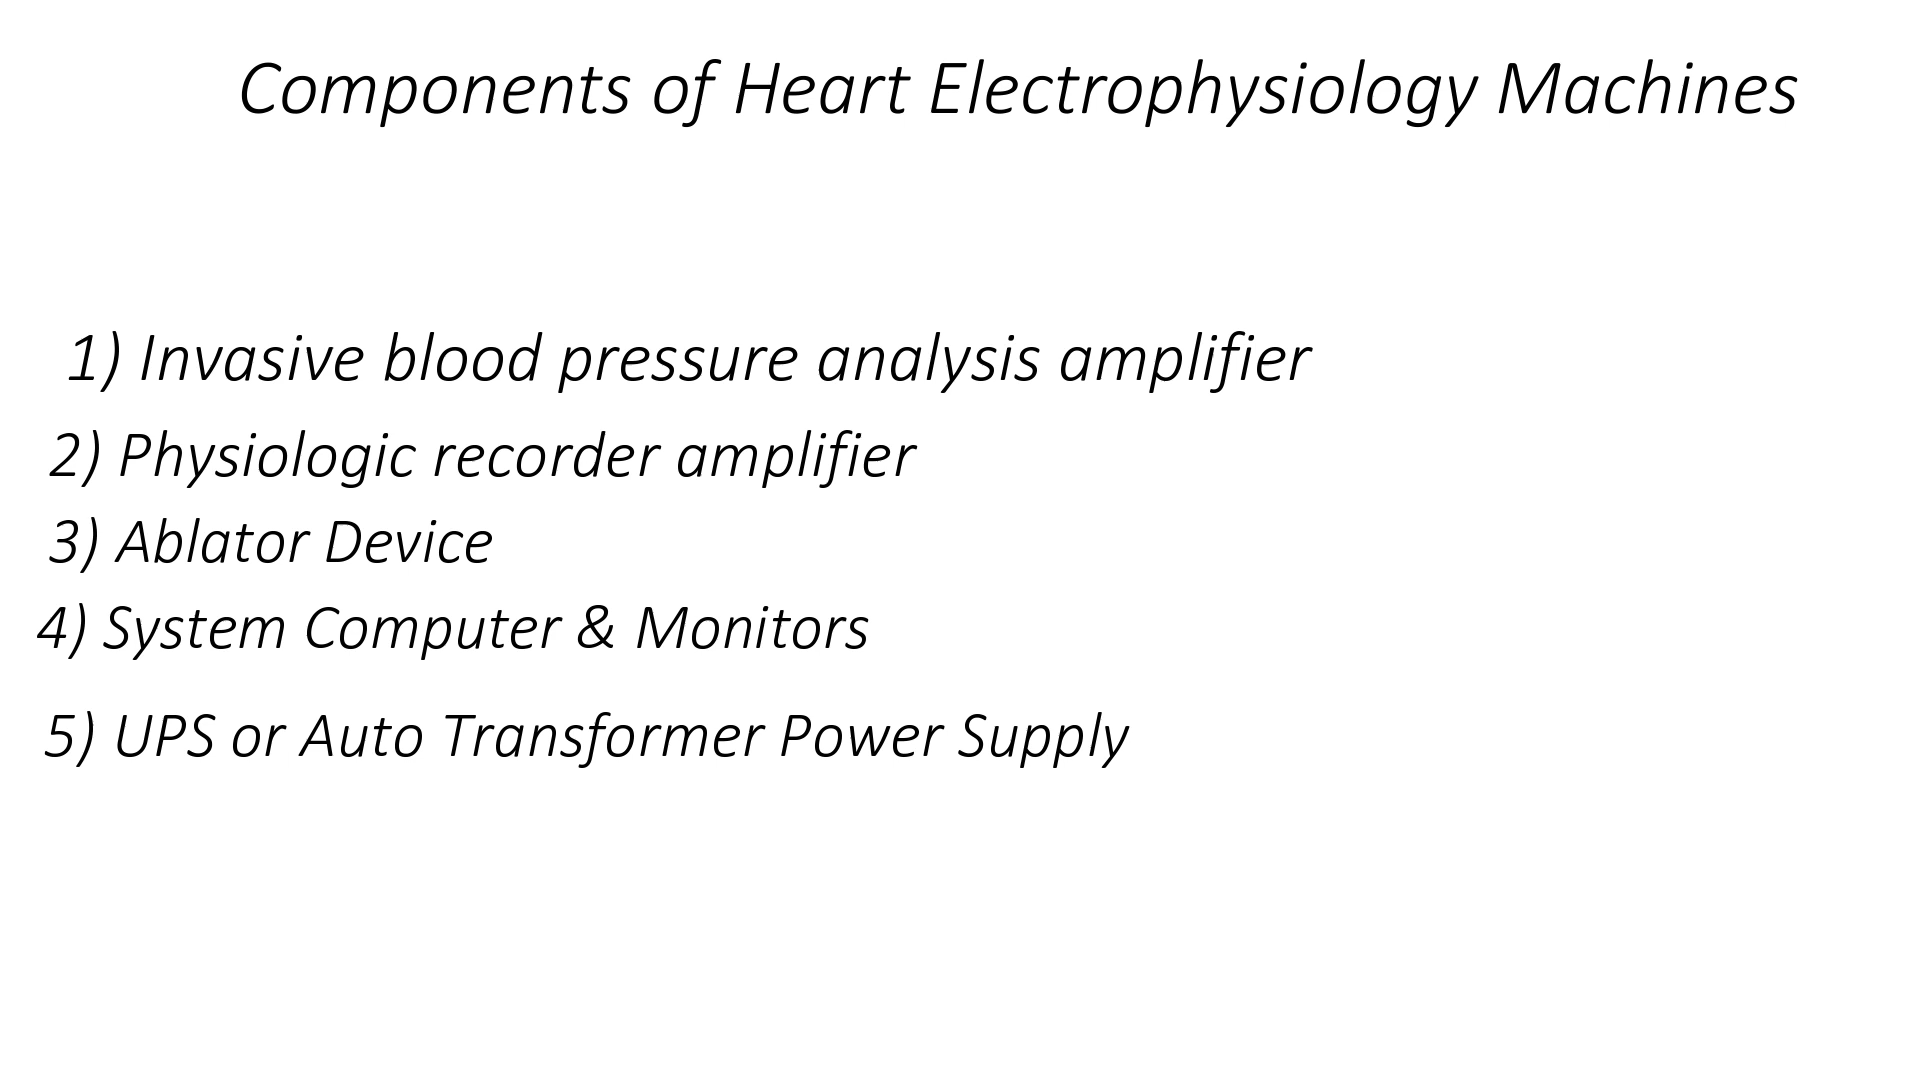 Components of Heart Electrophysiology Machines
1) Invasive blood pressure analysis amplifier
2) Physiologic recorder amplifier
3) Ablator Device
4) System Computer & Monitors
5) UPS or Auto Transformer Power Supply